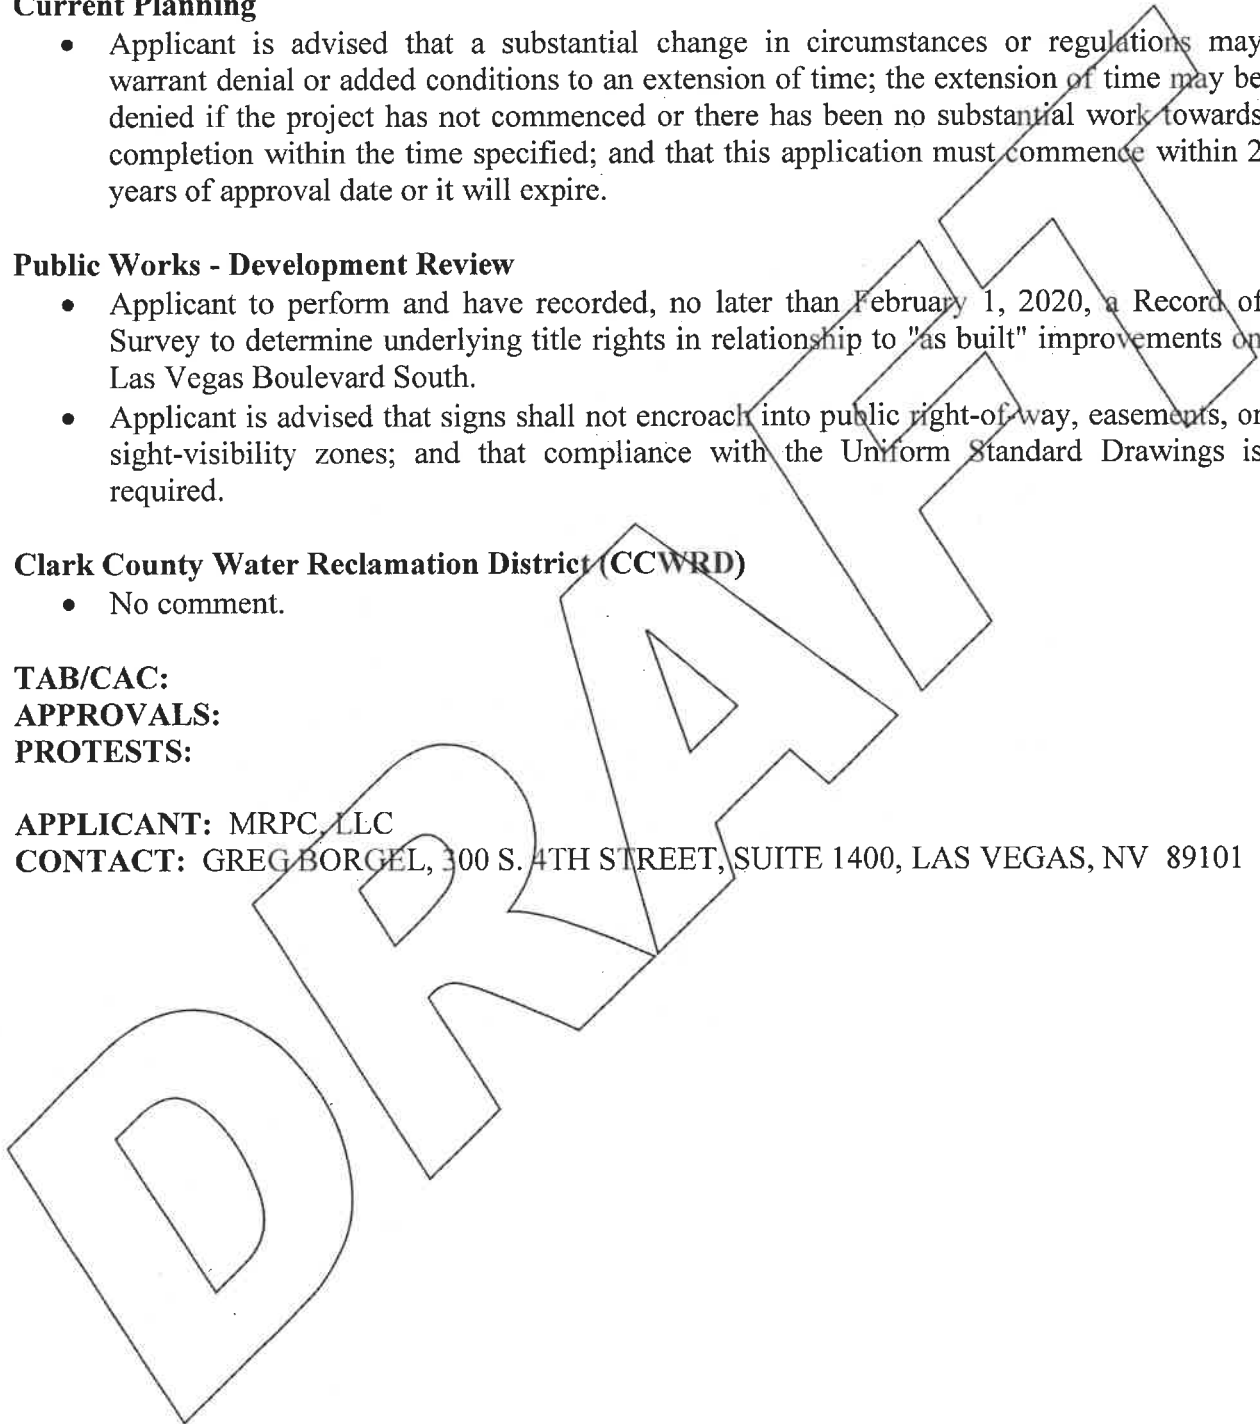 Current Planning
• Applicant is advised that a substantial change in circumstances or regulations may
warrant denial or added conditions to an extension of time; the extension of time may be
denied if the project has not commenced or there has been no substantial work towards
completion within the time specified; and that this application must commence within 2
years of approval date or it will expire.
Public Works - Development Review
• Applicant to perform and have recorded, no later than February 1, 2020, a Record of
Survey to determine underlying title rights in relationship to "as built" improvements on
Las Vegas Boulevard South.
• Applicant is advised that signs shall not encroach into public right-of-way, easements, or
sight-visibility zones; and that compliance with the Uniform Standard Drawings is
required.
Clark County Water Reclamation District (CCWRD)
• No comment.
TAB/CAC:
APPROVALS:
PROTESTS:
APPLICANT: MRPC, LLC
CONTACT: GREG BORGEL, 300 S. 4TH STREET, SUITE 1400, LAS VEGAS, NV 89101
DRAFT